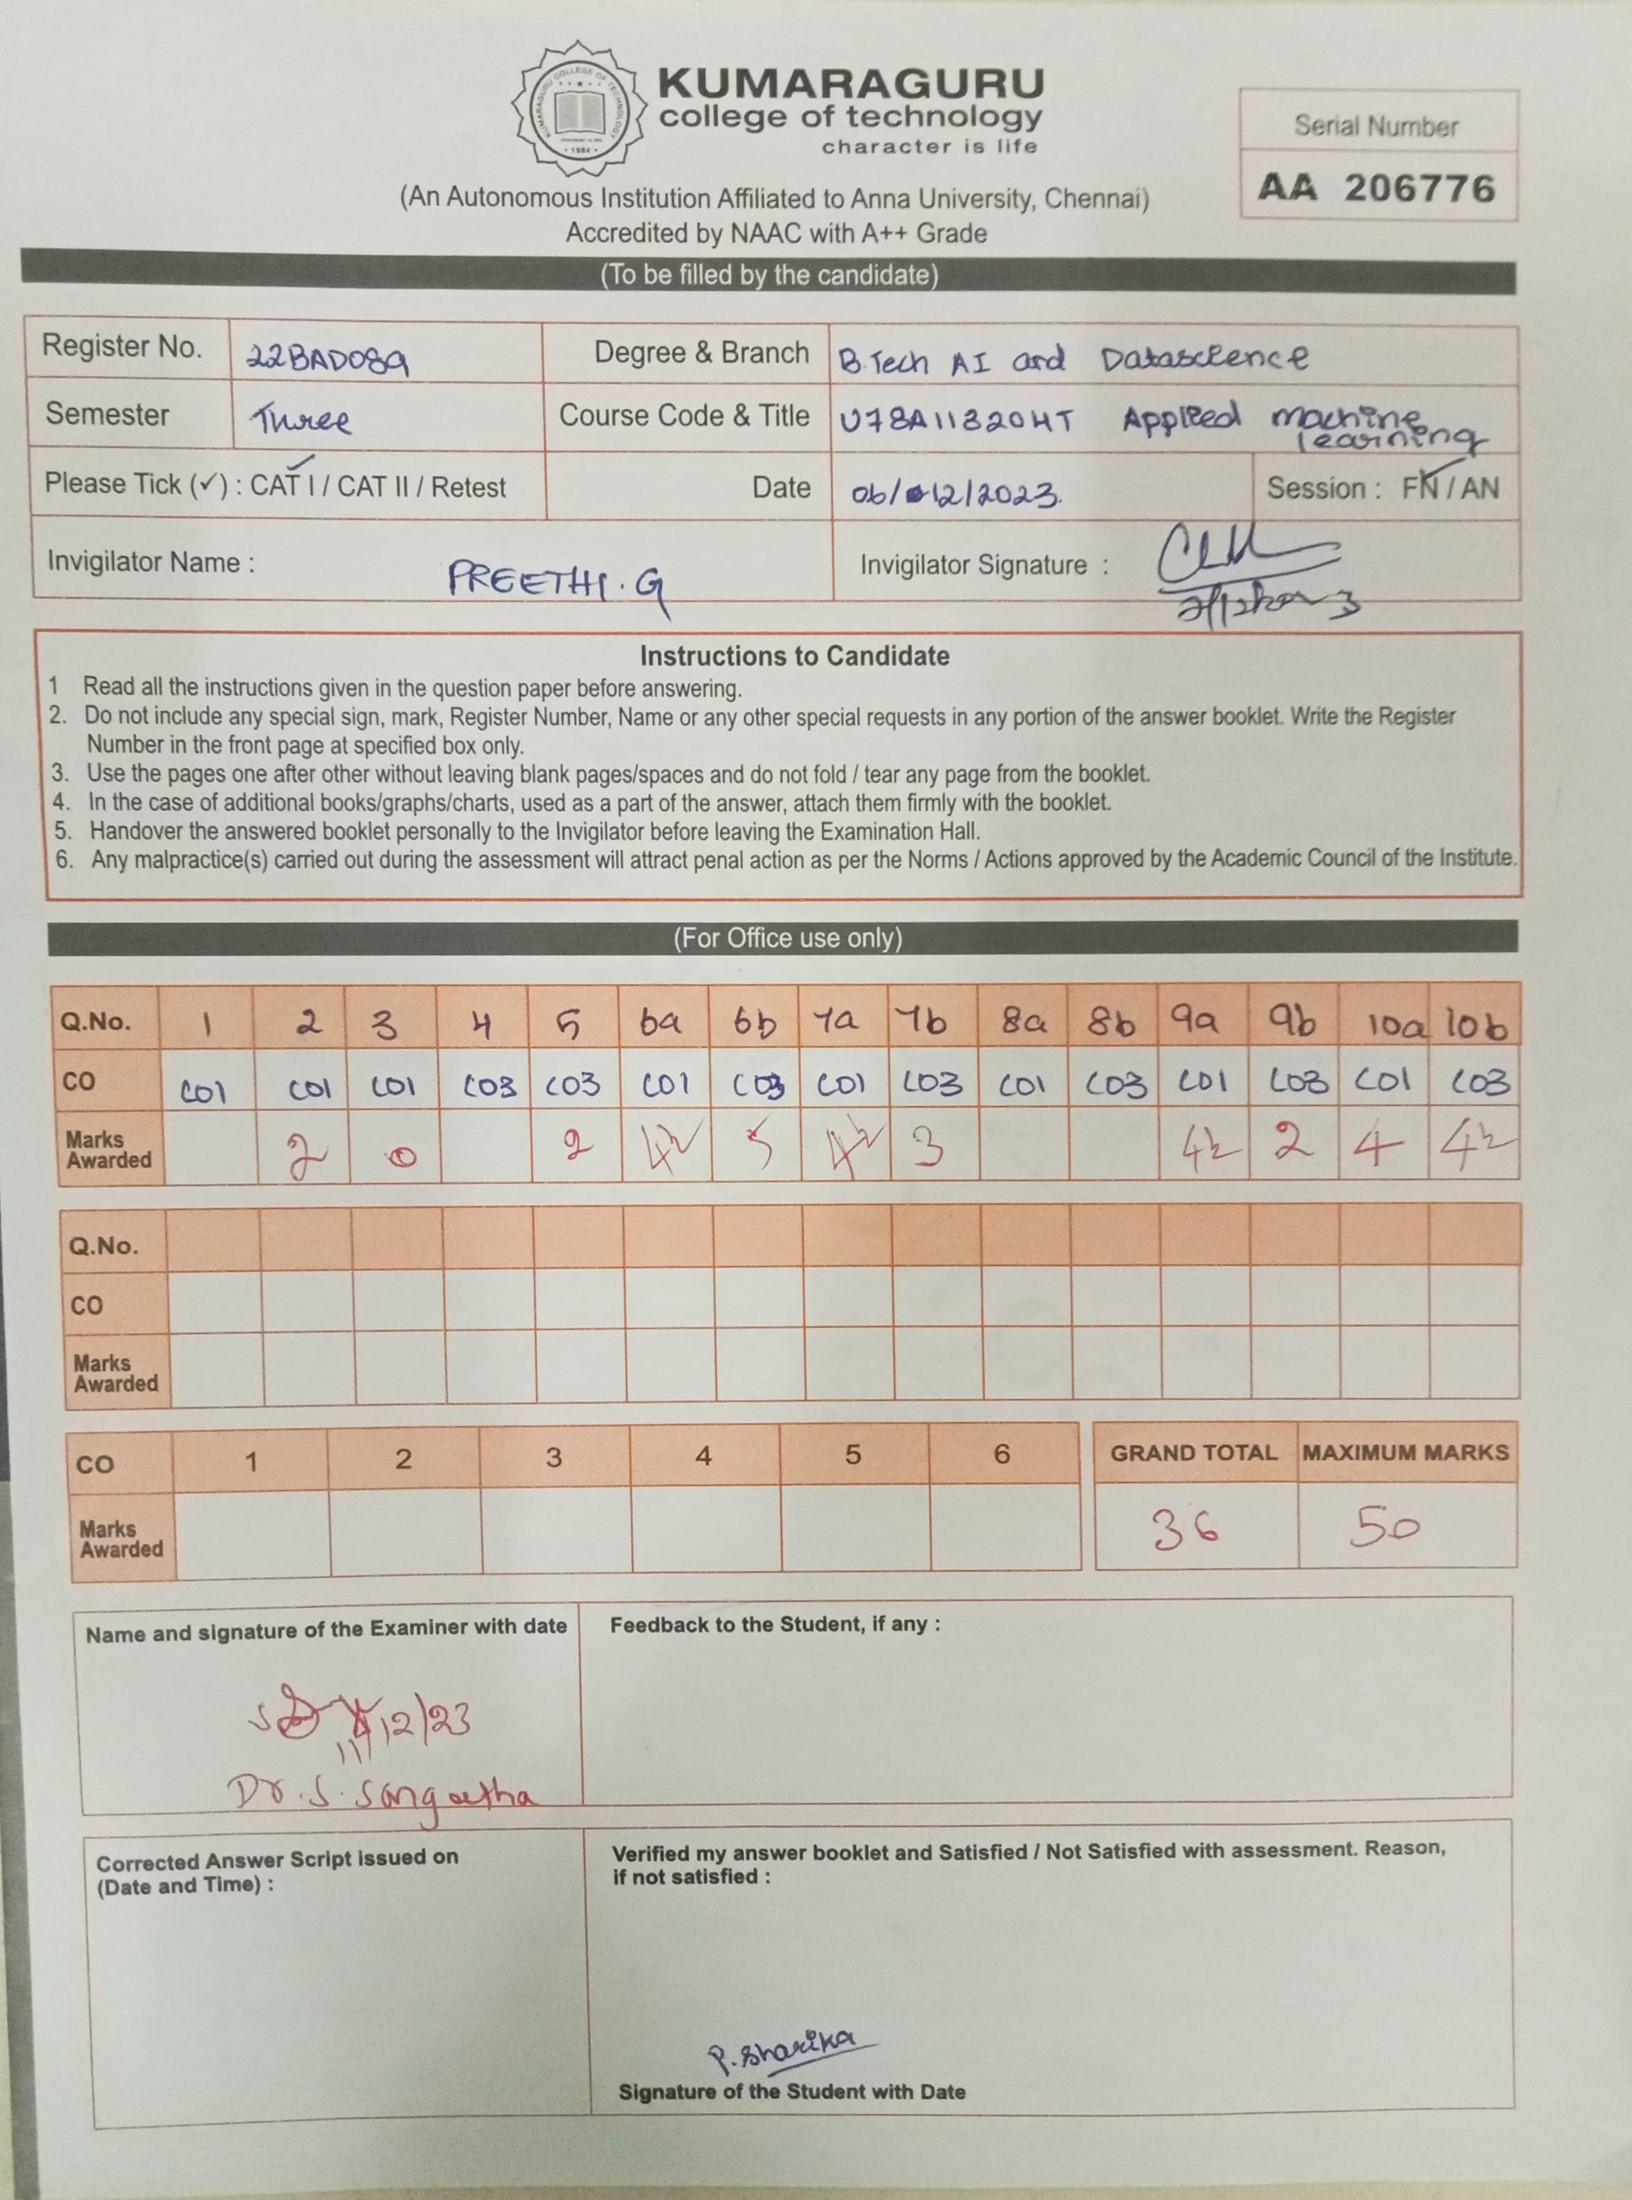 KUMARAGURU COLLEGE OF TECHNOLOGY
1984
KUMARAGURU
college of technology
character is life
Serial Number
AA 206776
(An Autonomous Institution Affiliated to Anna University, Chennai)
Accredited by NAAC with A++ Grade
(To be filled by the candidate)
Register No. 22BAD089 Degree & Branch B.Tech AI and Datascience
Semester Three Course Code & Title U78A11820HT Applied machine learning
Please Tick (✓) : CAT I / CAT II / Retest Date 06/12/2023. Session : FN / AN
Invigilator Name : PREETHI.G Invigilator Signature :
Instructions to Candidate
1 Read all the instructions given in the question paper before answering.
2. Do not include any special sign, mark, Register Number, Name or any other special requests in any portion of the answer booklet. Write the Register
Number in the front page at specified box only.
3. Use the pages one after other without leaving blank pages/spaces and do not fold / tear any page from the booklet.
4. In the case of additional books/graphs/charts, used as a part of the answer, attach them firmly with the booklet.
5. Handover the answered booklet personally to the Invigilator before leaving the Examination Hall.
6. Any malpractice(s) carried out during the assessment will attract penal action as per the Norms / Actions approved by the Academic Council of the Institute.
(For Office use only)
Q.No. 1 2 3 4 5 6a 6b 7a 7b 8a 8b 9a 9b 10a 10b
CO CO1 CO1 CO1 CO3 CO3 CO1 CO3 CO1 CO3 CO1 CO3 CO1 CO3 CO1 CO3
Marks Awarded 2 0 2 4½ 5 4½ 3 4½ 2 4 4½
Q.No.
CO
Marks Awarded
CO 1 2 3 4 5 6 GRAND TOTAL MAXIMUM MARKS
Marks Awarded 36 50
Name and signature of the Examiner with date
12/23
Dr.S.Sangeetha
Feedback to the Student, if any :
Corrected Answer Script issued on
(Date and Time) :
Verified my answer booklet and Satisfied / Not Satisfied with assessment. Reason,
if not satisfied :
P.Sharika
Signature of the Student with Date